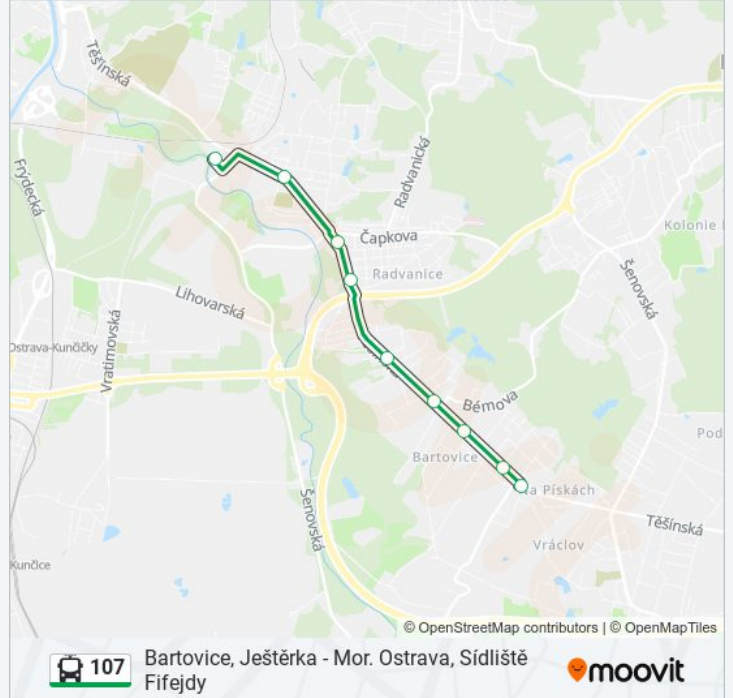 Těšínská
Frýdecká
Radvanická
Čapkova
Kolonie
Radvanice
Šenovská
Lihovarská
Ostrava-Kunčičky
Vratimovská
Bémova
Pod
Bartovice
Na Pískách
Šenovská
Těšínská
Vráclov
Kunčice
© OpenStreetMap contributors | © OpenMapTiles
107
Bartovice, Ještěrka - Mor. Ostrava, Sídliště
Fifejdy
moovit